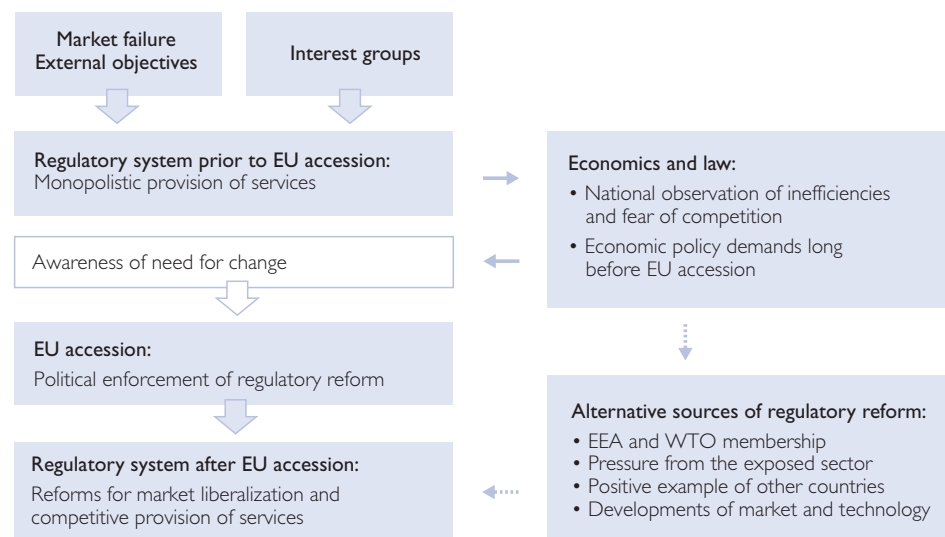 Market failure
External objectives
Interest groups
Regulatory system prior to EU accession:
Monopolistic provision of services
Economics and law:
• National observation of inefficiencies
and fear of competition
• Economic policy demands long
before EU accession
Awareness of need for change
EU accession:
Political enforcement of regulatory reform
Alternative sources of regulatory reform:
• EEA and WTO membership
• Pressure from the exposed sector
• Positive example of other countries
• Developments of market and technology
Regulatory system after EU accession:
Reforms for market liberalization and
competitive provision of services